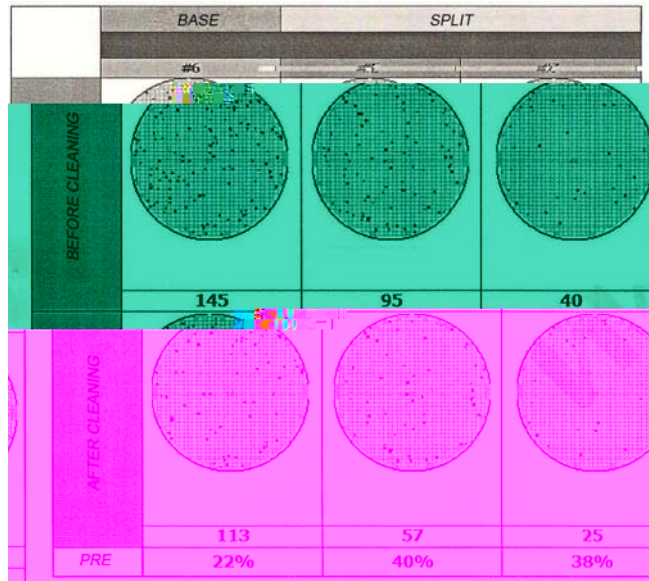 BASE SPLIT
#6
BEFORE CLEANING
145 95 40
AFTER CLEANING
113 57 25
PRE 22% 40% 38%